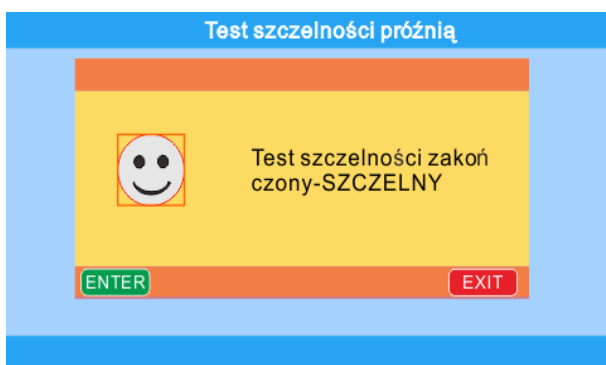 Test szczelności próżnią
Test szczelności zakoń
czony-SZCZELNY
ENTER
EXIT